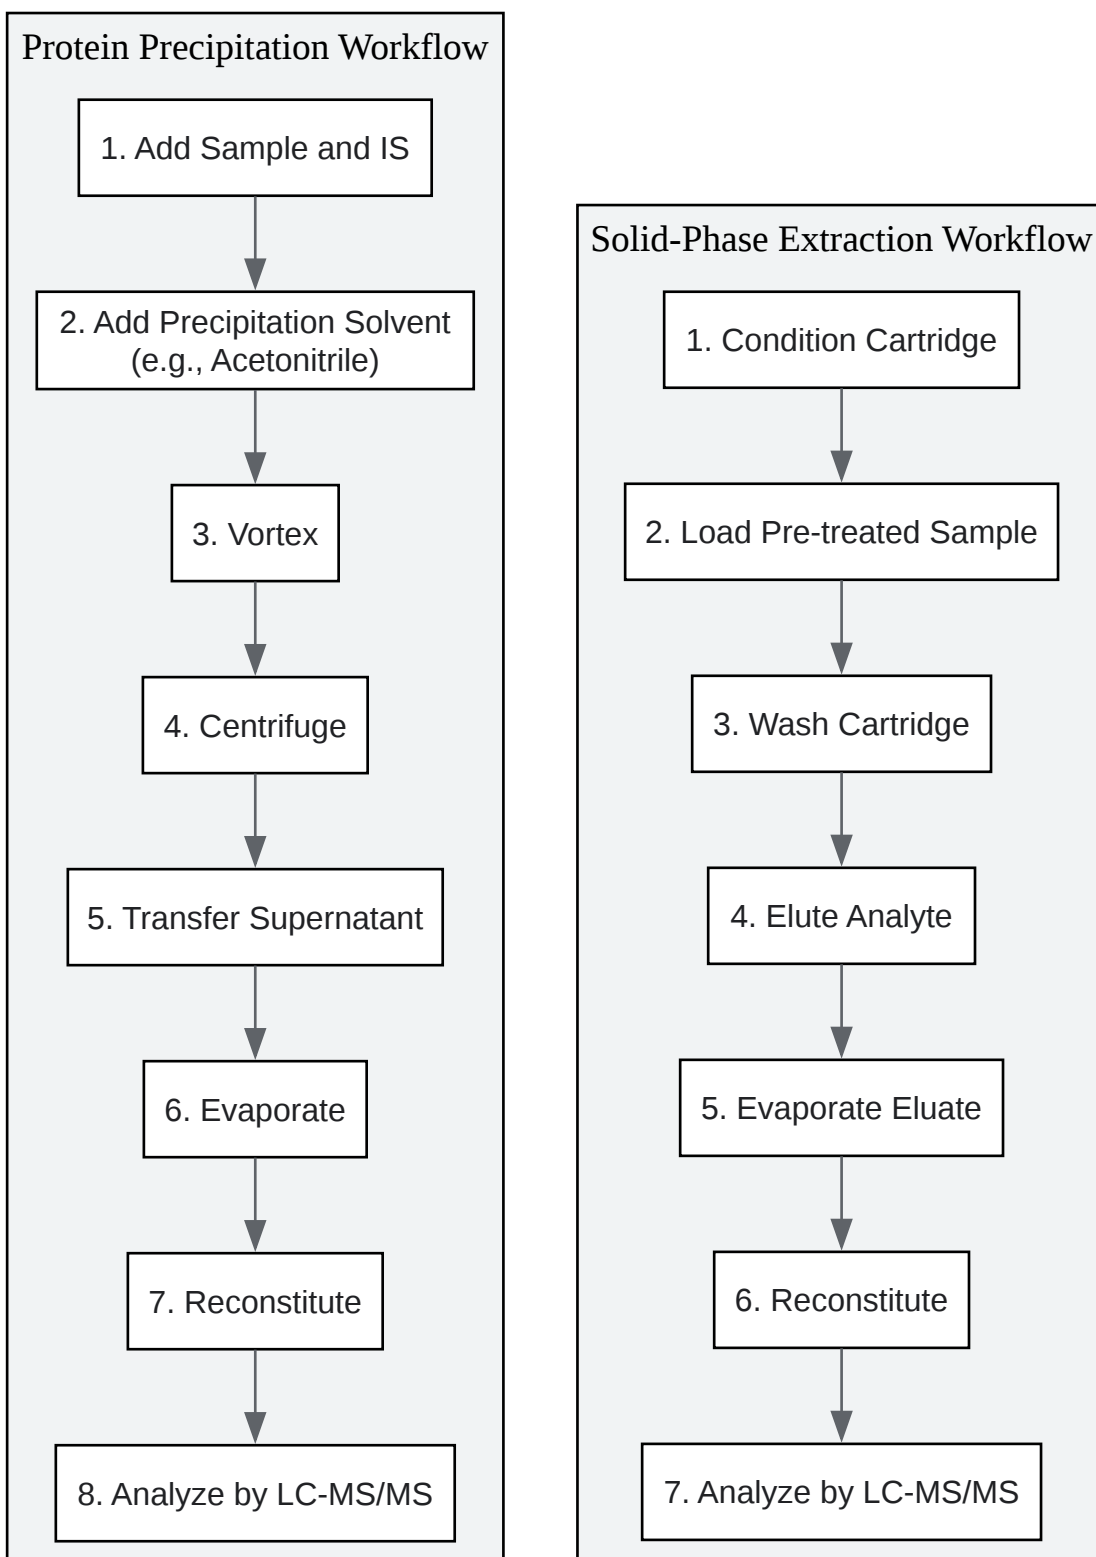 Protein Precipitation Workflow
1. Add Sample and IS
2. Add Precipitation Solvent
(e.g., Acetonitrile)
3. Vortex
4. Centrifuge
5. Transfer Supernatant
6. Evaporate
7. Reconstitute
8. Analyze by LC-MS/MS
Solid-Phase Extraction Workflow
1. Condition Cartridge
2. Load Pre-treated Sample
3. Wash Cartridge
4. Elute Analyte
5. Evaporate Eluate
6. Reconstitute
7. Analyze by LC-MS/MS